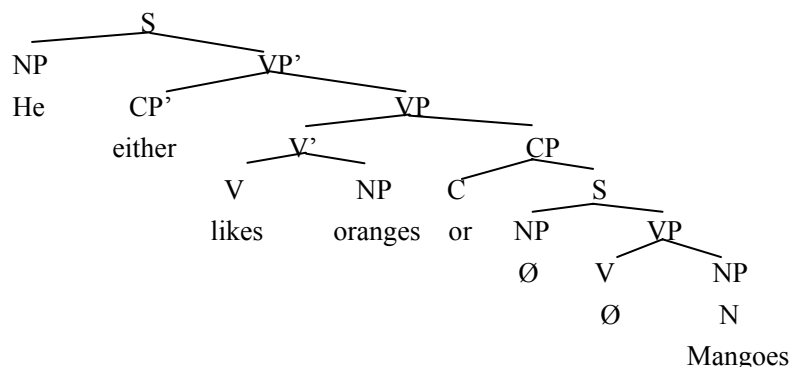 S
NP VP’
He CP’ VP
either V’ CP
V NP C S
likes oranges or NP VP
Ø V NP
Ø N
Mangoes